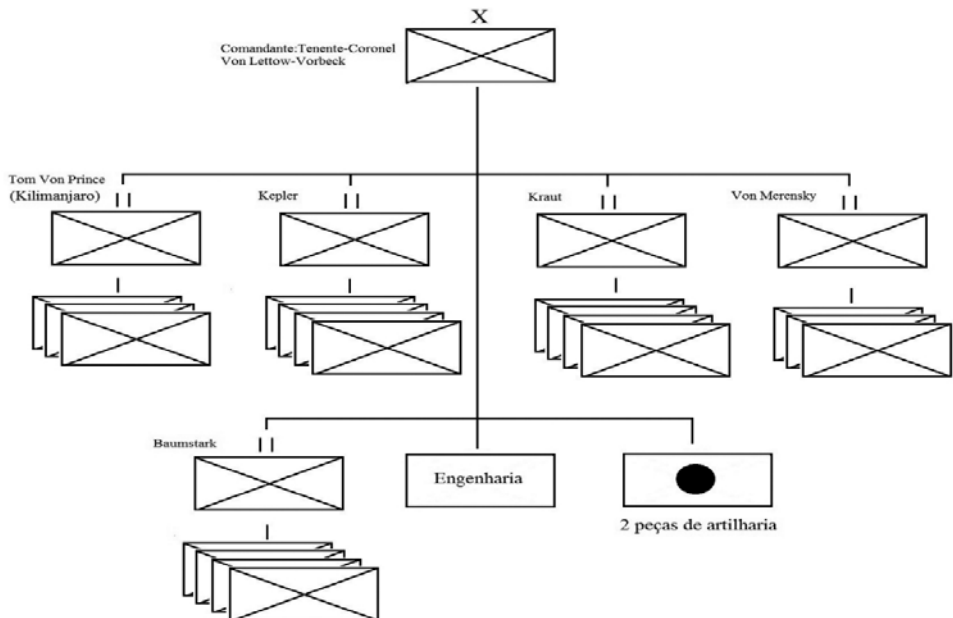 X
Comandante:Tenente-Coronel
Von Lettow-Vorbeck
Tom Von Prince
(Kilimanjaro)
Kepler
Kraut
Von Merensky
Baumstark
Engenharia
2 peças de artilharia